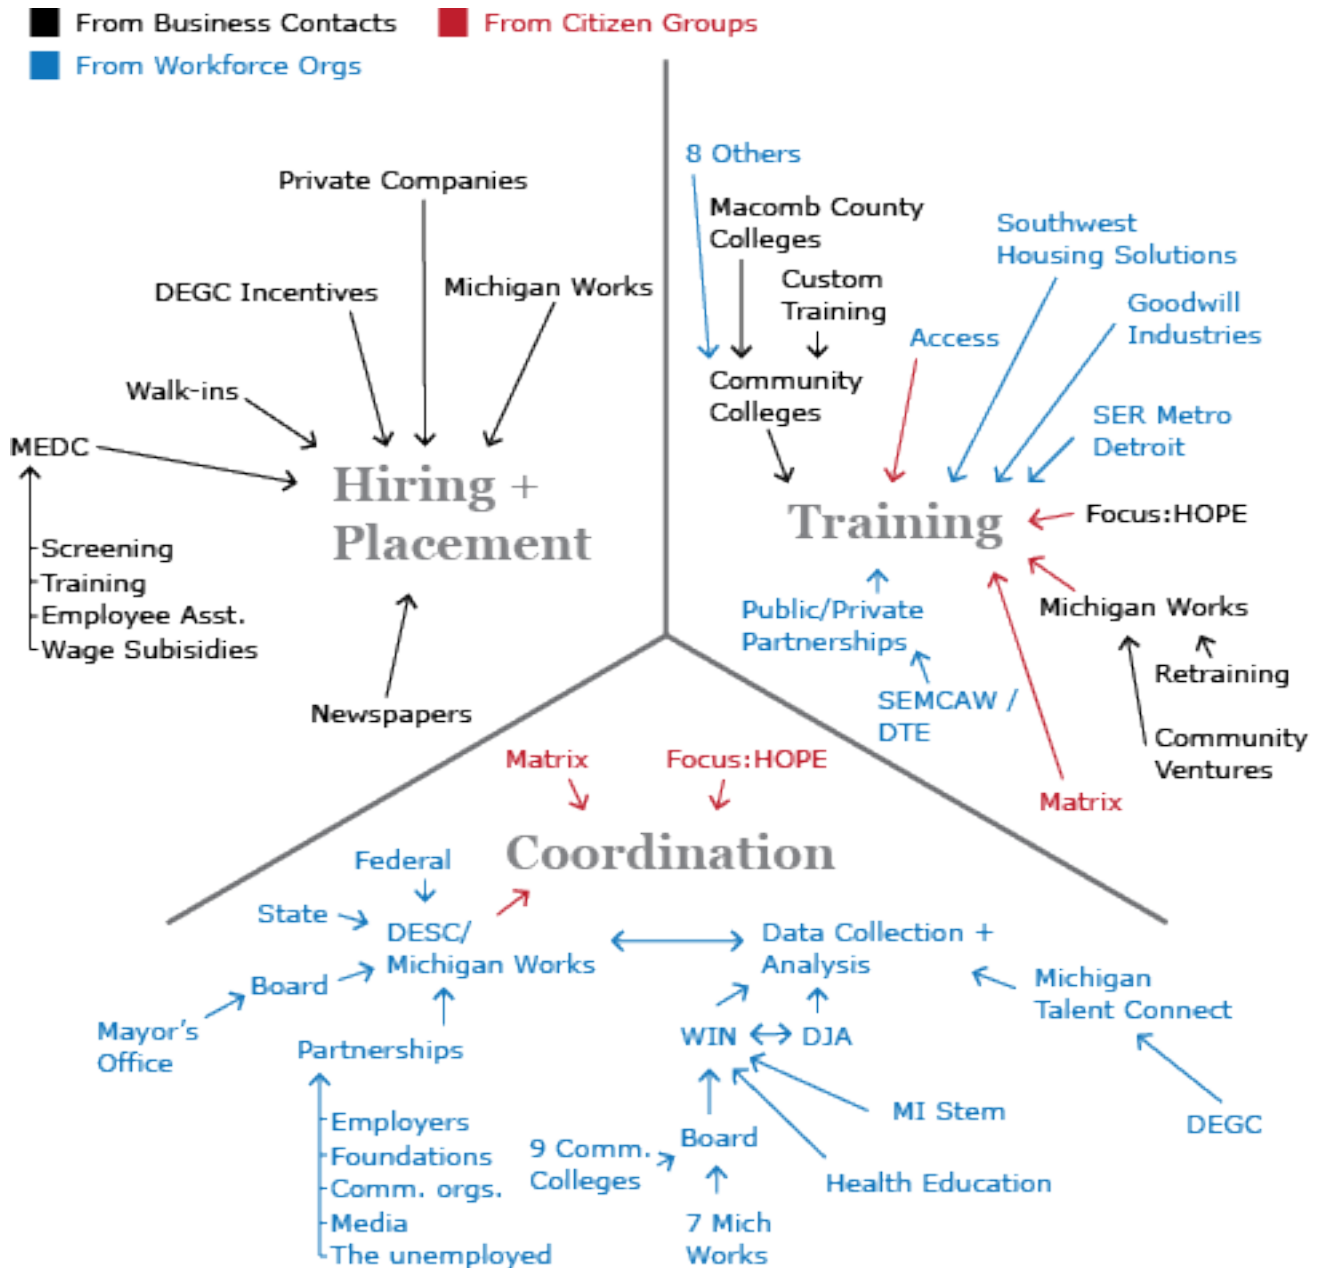 From Business Contacts
From Citizen Groups
From Workforce Orgs
Private Companies
DEGC Incentives
Michigan Works
Walk-ins
MEDC
Screening
Training
Employee Asst.
Wage Subisidies
Hiring +
Placement
Newspapers
8 Others
Macomb County
Colleges
Custom
Training
Community
Colleges
Access
Southwest
Housing Solutions
Goodwill
Industries
SER Metro
Detroit
Training
Focus:HOPE
Michigan Works
Retraining
Community
Ventures
Matrix
Public/Private
Partnerships
SEMCAW /
DTE
Matrix
Focus:HOPE
Coordination
Federal
State
DESC/
Michigan Works
Board
Mayor's
Office
Partnerships
Employers
Foundations
Comm. orgs.
Media
The unemployed
Data Collection +
Analysis
Michigan
Talent Connect
DEGC
WIN
DJA
MI Stem
Health Education
Board
9 Comm.
Colleges
7 Mich
Works